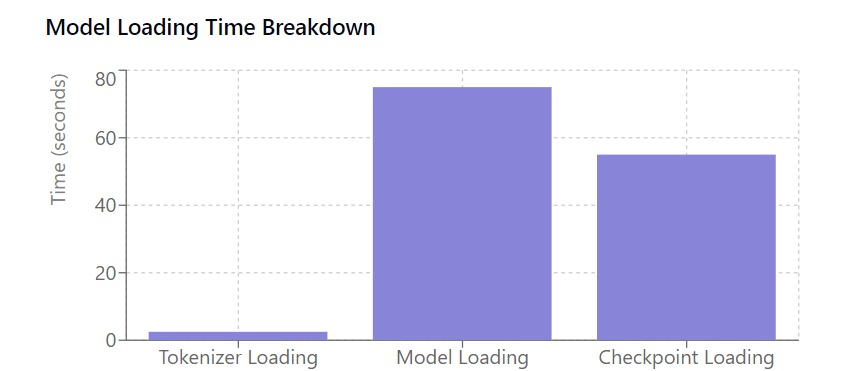 Model Loading Time Breakdown
Time (seconds)
80
60
40
20
0
Tokenizer Loading
Model Loading
Checkpoint Loading